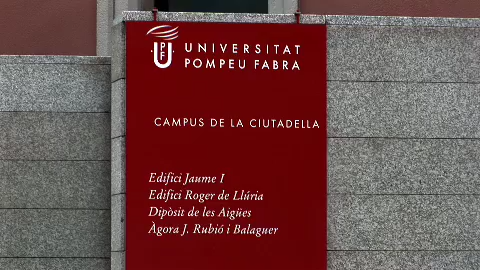 UPF
UNIVERSITAT
POMPEU FABRA
CAMPUS DE LA CIUTADELLA
Edifici Jaume I
Edifici Roger de Llúria
Dipòsit de les Aigües
Àgora J. Rubió i Balaguer